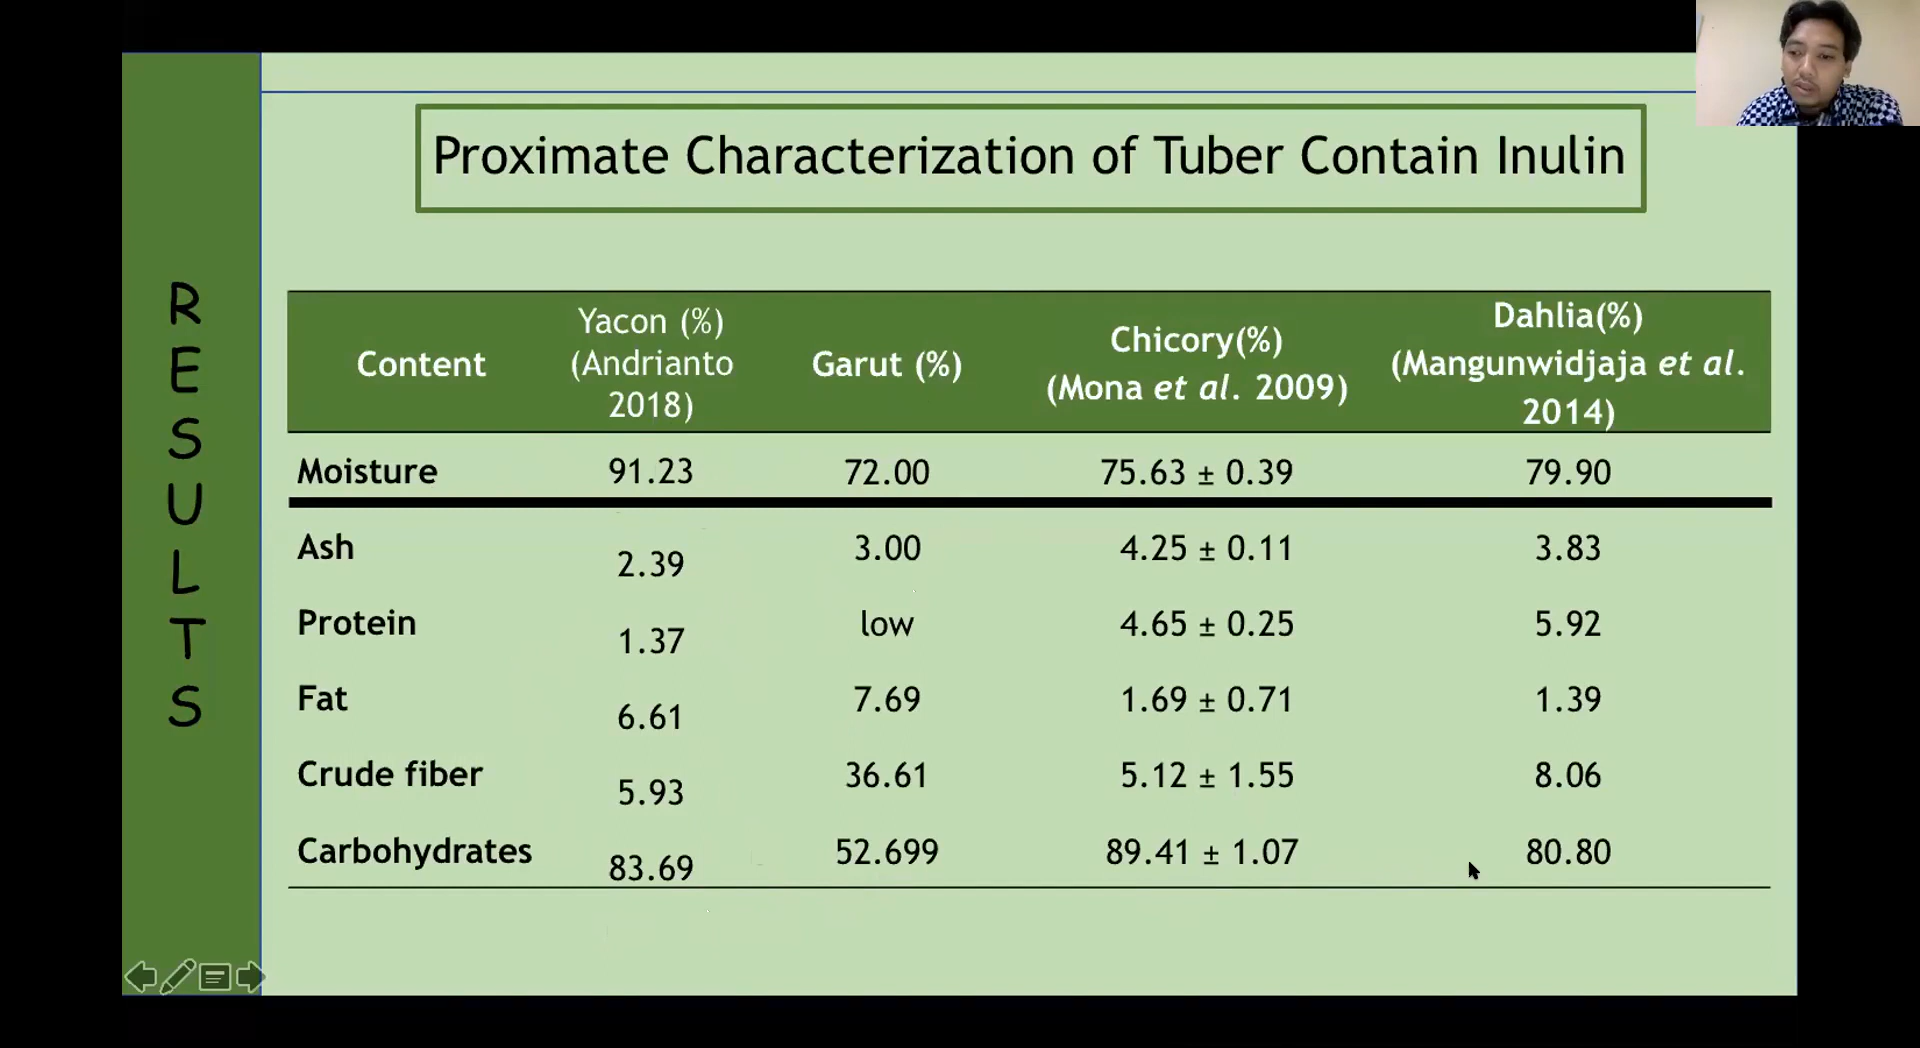 Proximate Characterization of Tuber Contain Inulin
RESULTS
Content Yacon (%) (Andrianto 2018) Garut (%) Chicory(%) (Mona et al. 2009) Dahlia(%) (Mangunwidjaja et al. 2014)
Moisture 91.23 72.00 75.63 ± 0.39 79.90
Ash 2.39 3.00 4.25 ± 0.11 3.83
Protein 1.37 low 4.65 ± 0.25 5.92
Fat 6.61 7.69 1.69 ± 0.71 1.39
Crude fiber 5.93 36.61 5.12 ± 1.55 8.06
Carbohydrates 83.69 52.699 89.41 ± 1.07 80.80